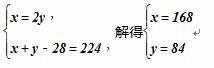 {x = 2y， 解得 {x = 168
{x + y - 28 = 224， {y = 84